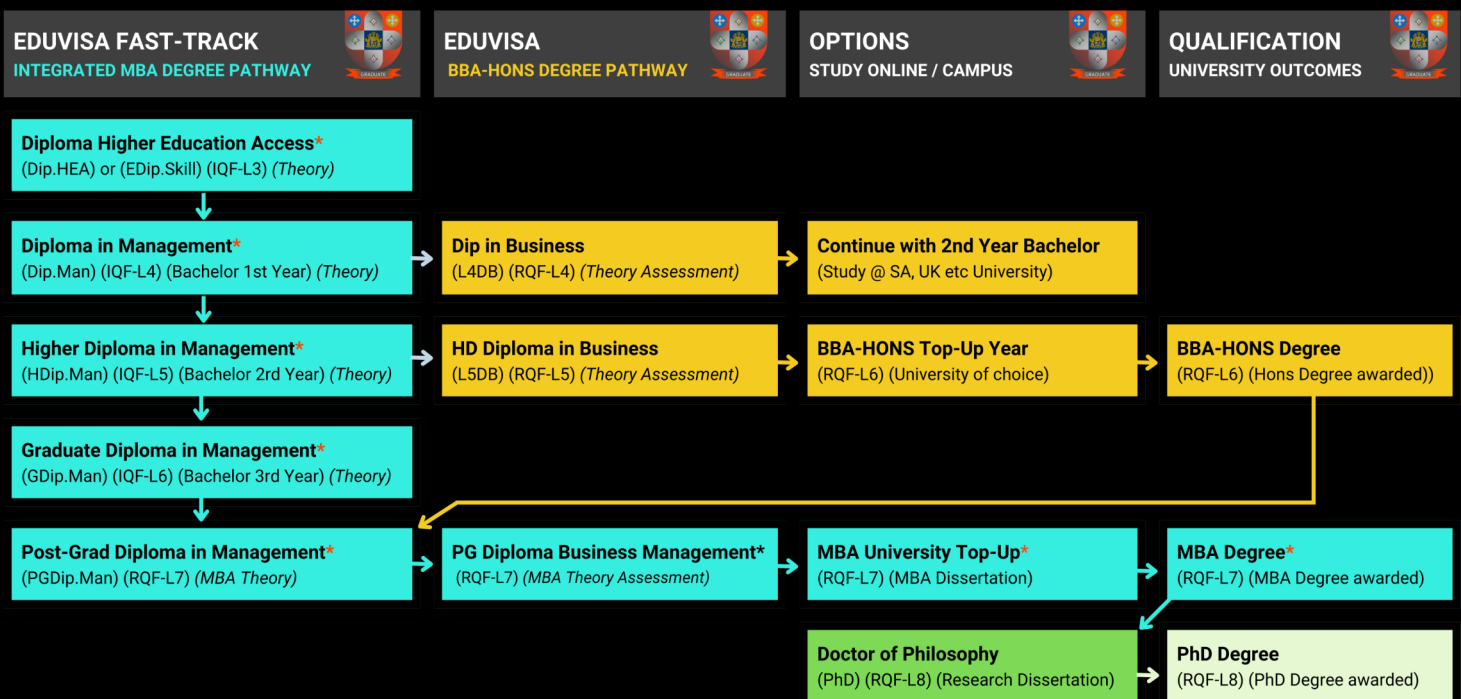 EDUVISA FAST-TRACK
INTEGRATED MBA DEGREE PATHWAY
GRADUATE
EDUVISA
BBA-HONS DEGREE PATHWAY
GRADUATE
OPTIONS
STUDY ONLINE / CAMPUS
GRADUATE
QUALIFICATION
UNIVERSITY OUTCOMES
GRADUATE
Diploma Higher Education Access*
(Dip.HEA) or (EDip.Skill) (IQF-L3) (Theory)
Diploma in Management*
(Dip.Man) (IQF-L4) (Bachelor 1st Year) (Theory)
Dip in Business
(L4DB) (RQF-L4) (Theory Assessment)
Continue with 2nd Year Bachelor
(Study @ SA, UK etc University)
Higher Diploma in Management*
(HDip.Man) (IQF-L5) (Bachelor 2rd Year) (Theory)
HD Diploma in Business
(L5DB) (RQF-L5) (Theory Assessment)
BBA-HONS Top-Up Year
(RQF-L6) (University of choice)
BBA-HONS Degree
(RQF-L6) (Hons Degree awarded))
Graduate Diploma in Management*
(GDip.Man) (IQF-L6) (Bachelor 3rd Year) (Theory)
Post-Grad Diploma in Management*
(PGDip.Man) (RQF-L7) (MBA Theory)
PG Diploma Business Management*
(RQF-L7) (MBA Theory Assessment)
MBA University Top-Up*
(RQF-L7) (MBA Dissertation)
MBA Degree*
(RQF-L7) (MBA Degree awarded)
Doctor of Philosophy
(PhD) (RQF-L8) (Research Dissertation)
PhD Degree
(RQF-L8) (PhD Degree awarded)